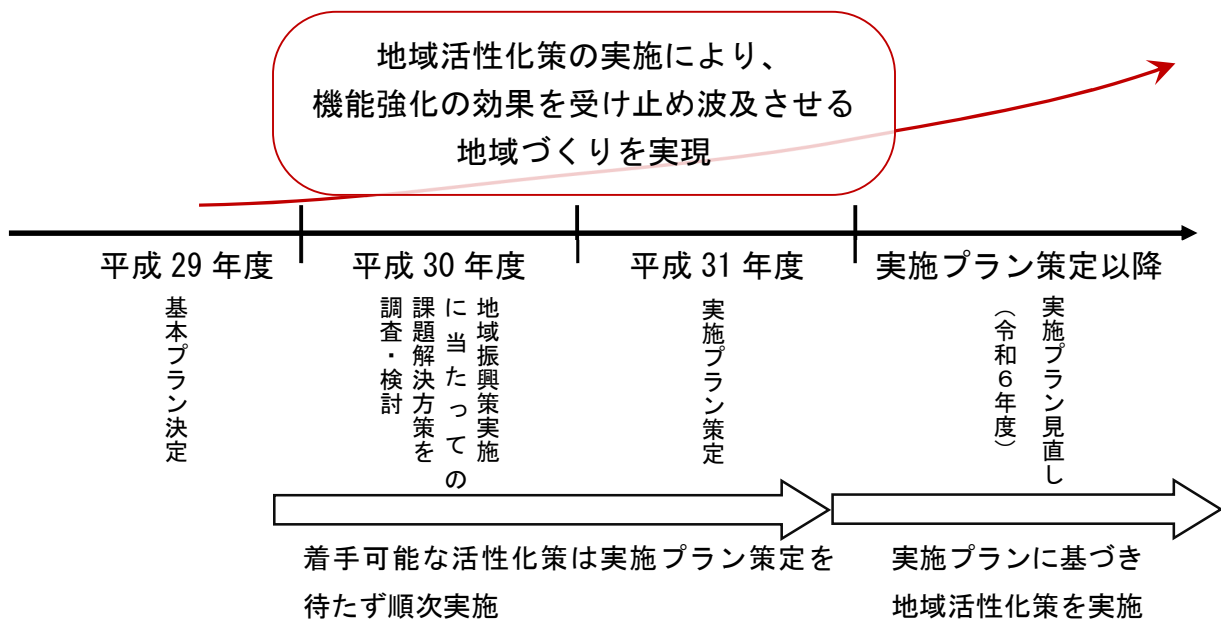 地域活性化策の実施により、
機能強化の効果を受け止め波及させる
地域づくりを実現
平成 29 年度
平成 30 年度
平成 31 年度
実施プラン策定以降
基本プラン決定
地域振興策実施
に当たっての
課題解決方策を
調査・検討
実施プラン策定
実施プラン見直し
（令和６年度）
着手可能な活性化策は実施プラン策定を
待たず順次実施
実施プランに基づき
地域活性化策を実施